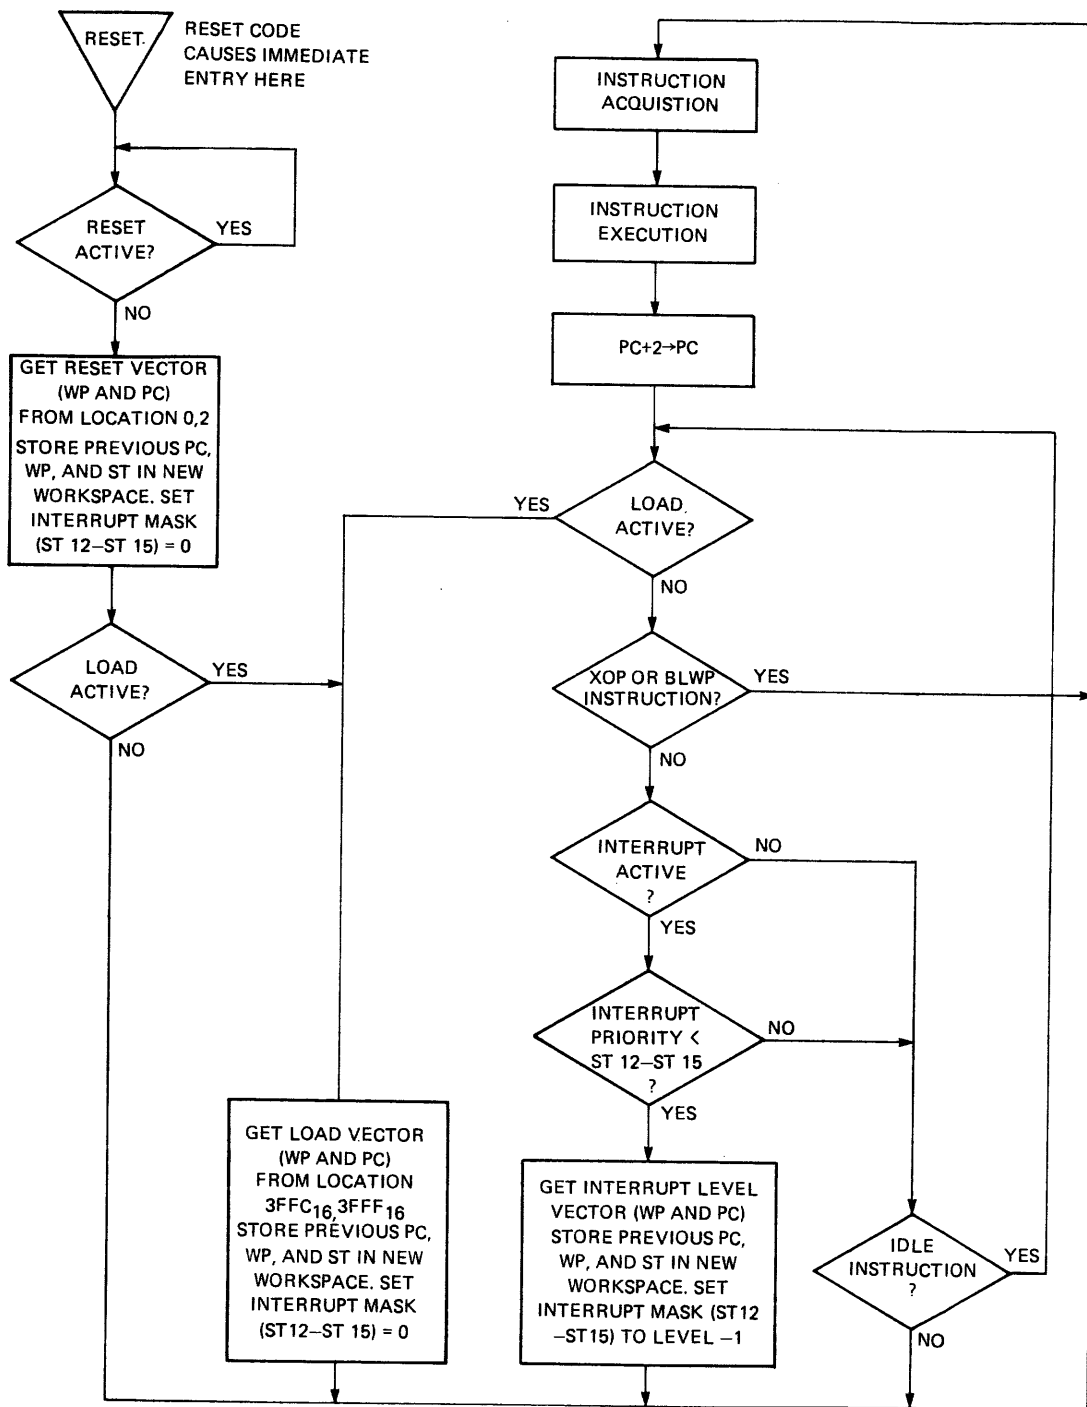 RESET.
RESET CODE
CAUSES IMMEDIATE
ENTRY HERE
RESET
ACTIVE?
YES
NO
GET RESET VECTOR
(WP AND PC)
FROM LOCATION 0,2
STORE PREVIOUS PC,
WP, AND ST IN NEW
WORKSPACE. SET
INTERRUPT MASK
(ST 12–ST 15) = 0
LOAD
ACTIVE?
YES
NO
GET LOAD VECTOR
(WP AND PC)
FROM LOCATION
3FFC16,3FFF16
STORE PREVIOUS PC,
WP, AND ST IN NEW
WORKSPACE. SET
INTERRUPT MASK
(ST12–ST 15) = 0
INSTRUCTION
ACQUISTION
INSTRUCTION
EXECUTION
PC+2→PC
LOAD
ACTIVE?
YES
NO
XOP OR BLWP
INSTRUCTION?
YES
NO
INTERRUPT
ACTIVE
?
NO
YES
INTERRUPT
PRIORITY <
ST 12–ST 15
?
NO
YES
GET INTERRUPT LEVEL
VECTOR (WP AND PC)
STORE PREVIOUS PC,
WP, AND ST IN NEW
WORKSPACE. SET
INTERRUPT MASK (ST12
–ST15) TO LEVEL –1
IDLE
INSTRUCTION
?
YES
NO